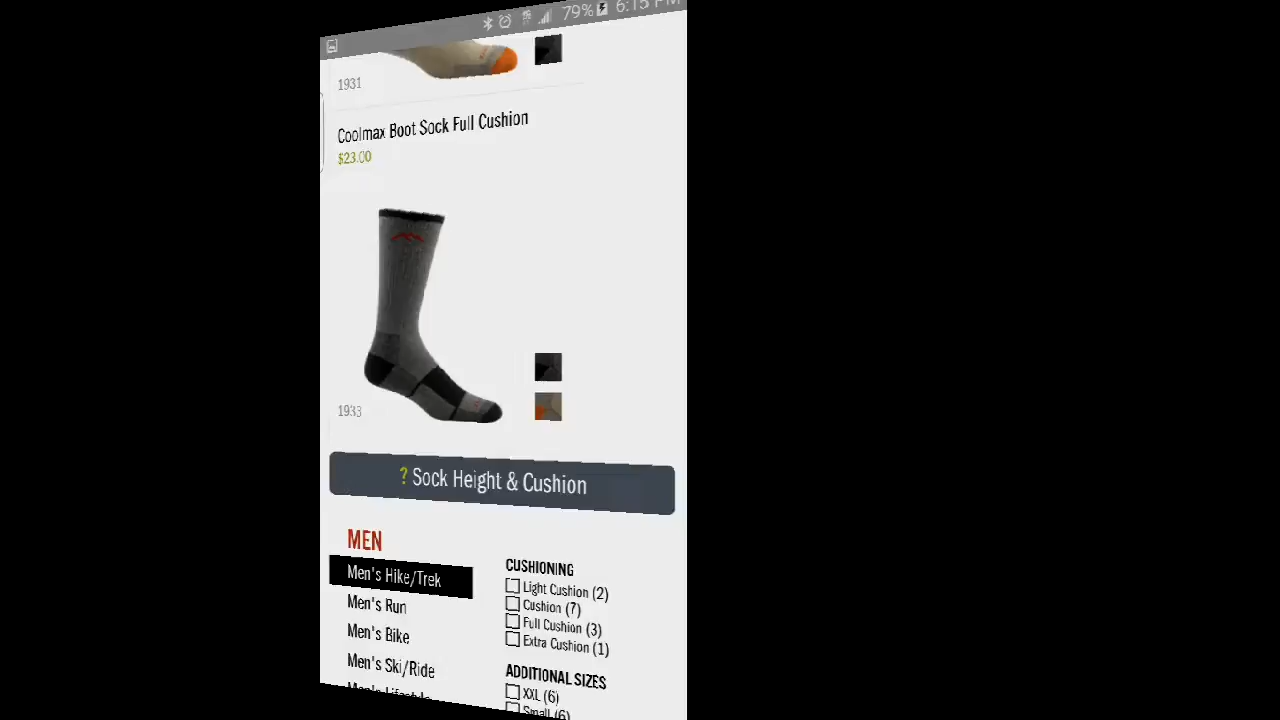 79% 6:15 PM
1931
Coolmax Boot Sock Full Cushion
$23.00
1933
? Sock Height & Cushion
MEN
Men's Hike/Trek
Men's Run
Men's Bike
Men's Ski/Ride
Men's Lifestyle
CUSHIONING
Light Cushion (2)
Cushion (7)
Full Cushion (3)
Extra Cushion (1)
ADDITIONAL SIZES
XXL (6)
Small (6)